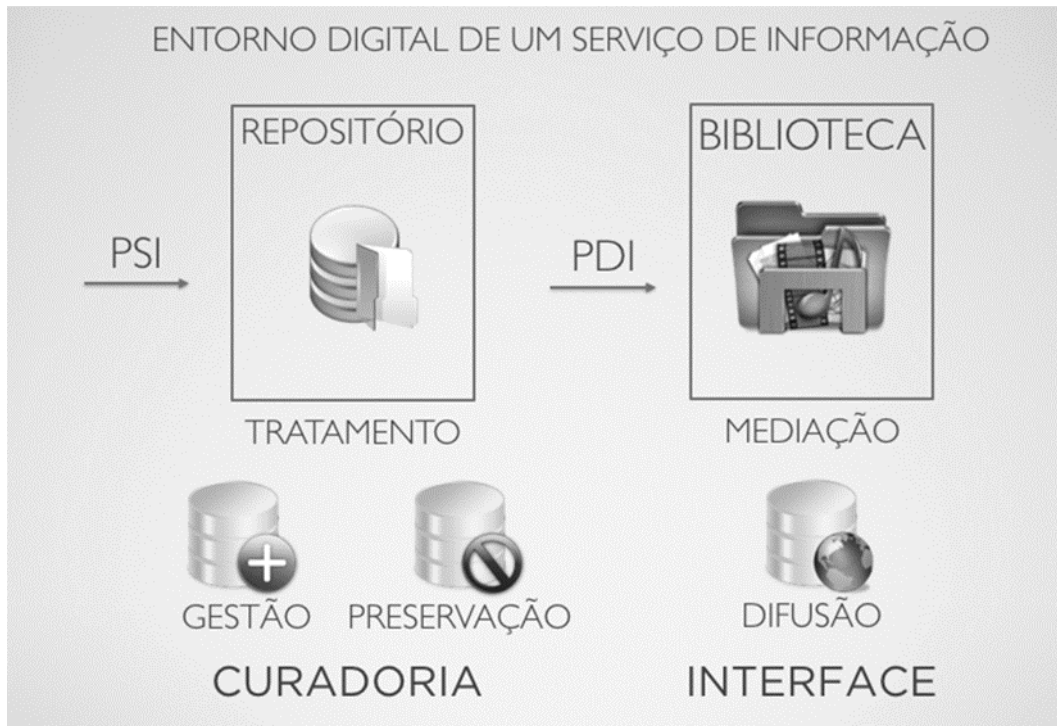 ENTORNO DIGITAL DE UM SERVIÇO DE INFORMAÇÃO
REPOSITÓRIO
BIBLIOTECA
PSI
PDI
TRATAMENTO
MEDIAÇÃO
GESTÃO
PRESERVAÇÃO
DIFUSÃO
CURADORIA
INTERFACE